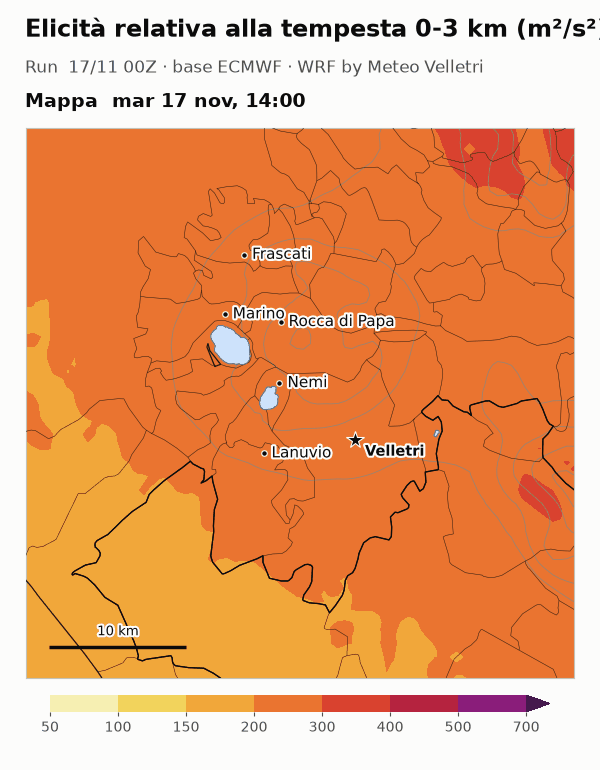 Elicità relativa alla tempesta 0-3 km (m²/s²)
Run  17/11 00Z · base ECMWF · WRF by Meteo Velletri
Mappa  mar 17 nov, 14:00
Frascati
Marino
Rocca di Papa
Nemi
Velletri
Lanuvio
10 km
50 100 150 200 300 400 500 700